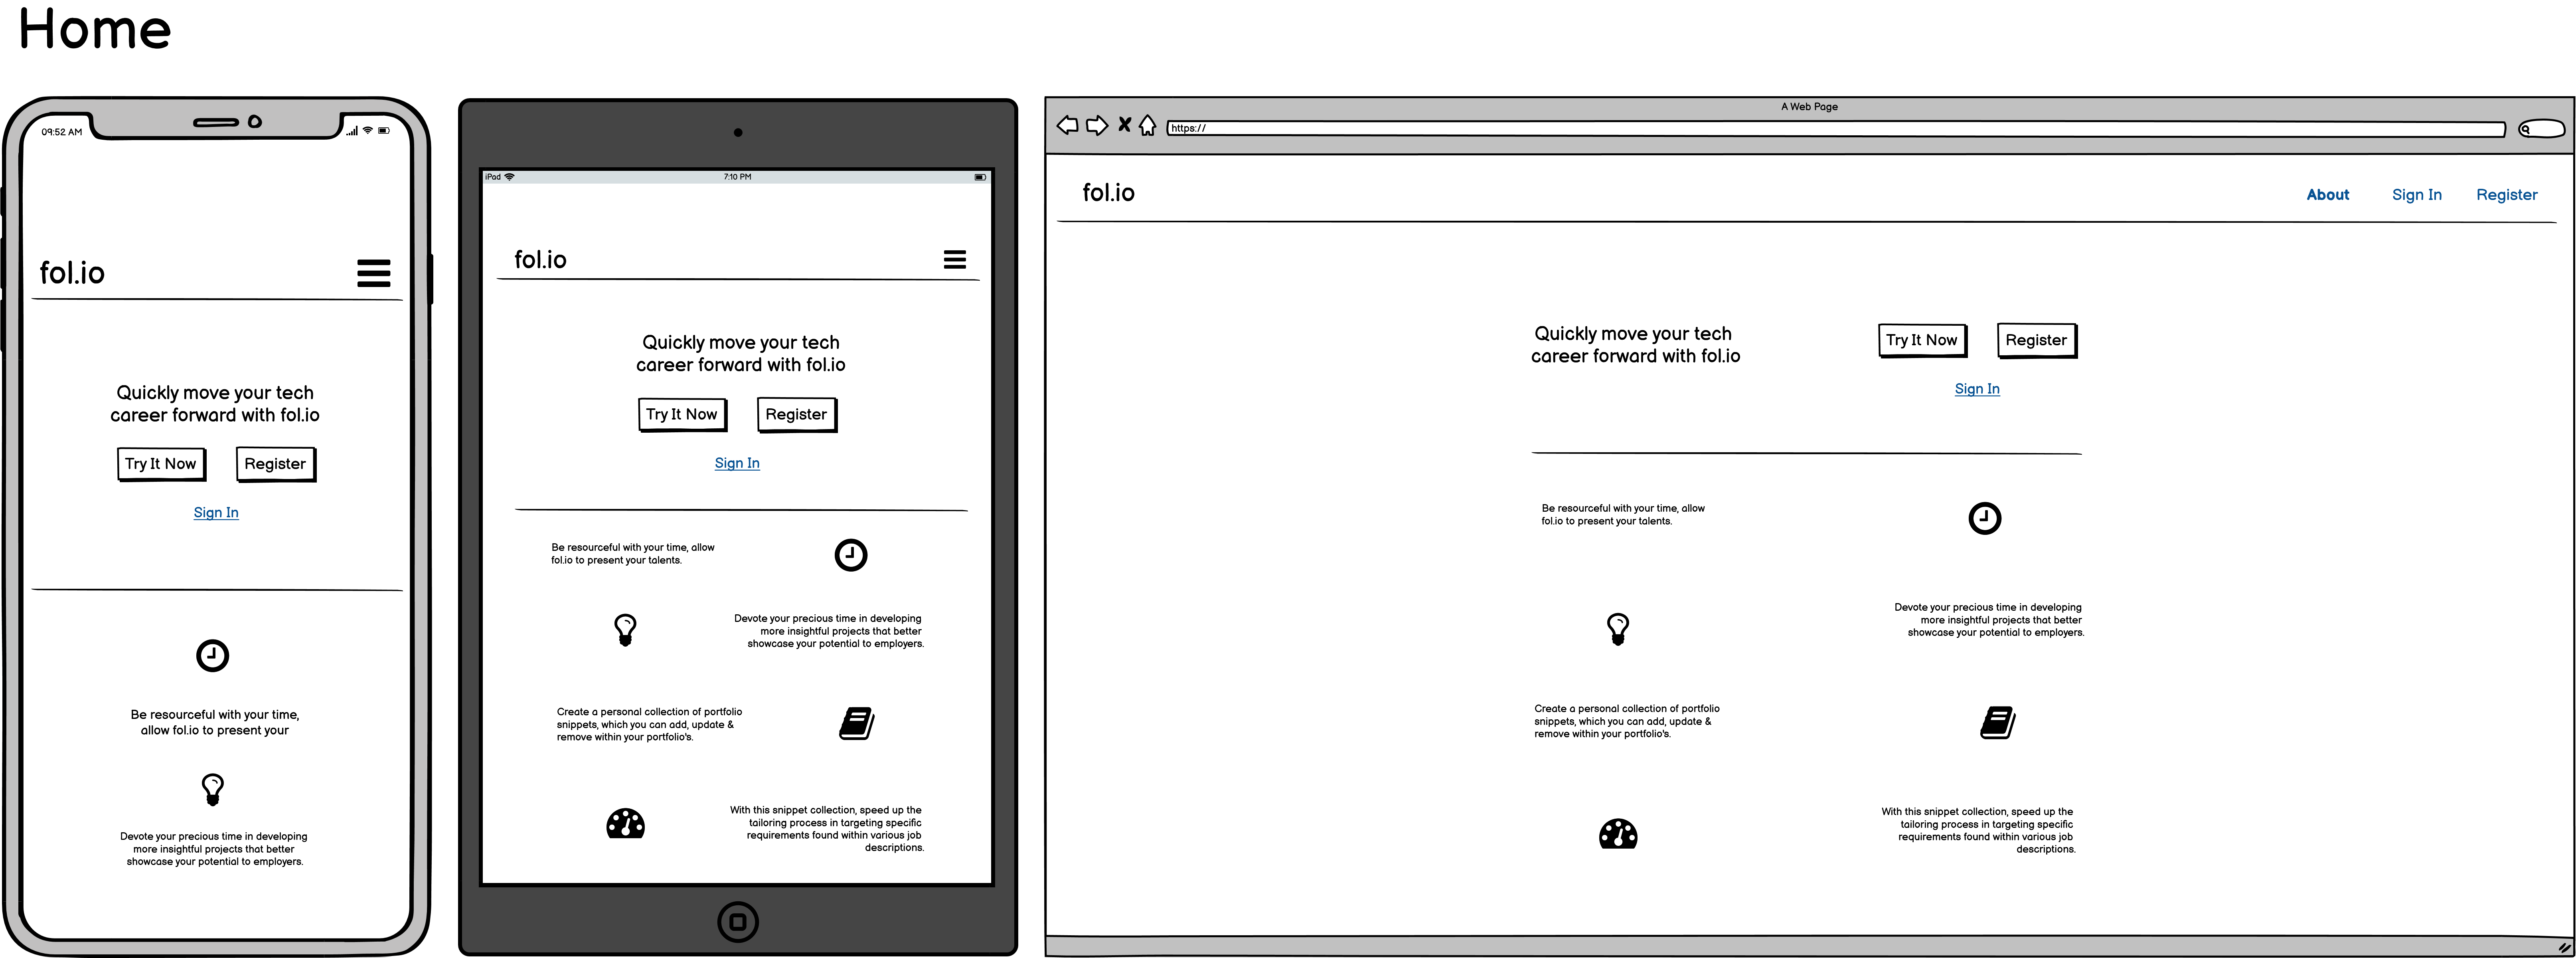 Home
09:52 AM
fol.io
Quickly move your tech
career forward with fol.io
Try It Now
Register
Sign In
Be resourceful with your time,
allow fol.io to present your
Devote your precious time in developing
more insightful projects that better
showcase your potential to employers.
iPad
7:10 PM
fol.io
Quickly move your tech
career forward with fol.io
Try It Now
Register
Sign In
Be resourceful with your time, allow
fol.io to present your talents.
Devote your precious time in developing
more insightful projects that better
showcase your potential to employers.
Create a personal collection of portfolio
snippets, which you can add, update &
remove within your portfolio's.
With this snippet collection, speed up the
tailoring process in targeting specific
requirements found within various job
descriptions.
A Web Page
https://
fol.io
About
Sign In
Register
Quickly move your tech
career forward with fol.io
Try It Now
Register
Sign In
Be resourceful with your time, allow
fol.io to present your talents.
Devote your precious time in developing
more insightful projects that better
showcase your potential to employers.
Create a personal collection of portfolio
snippets, which you can add, update &
remove within your portfolio's.
With this snippet collection, speed up the
tailoring process in targeting specific
requirements found within various job
descriptions.